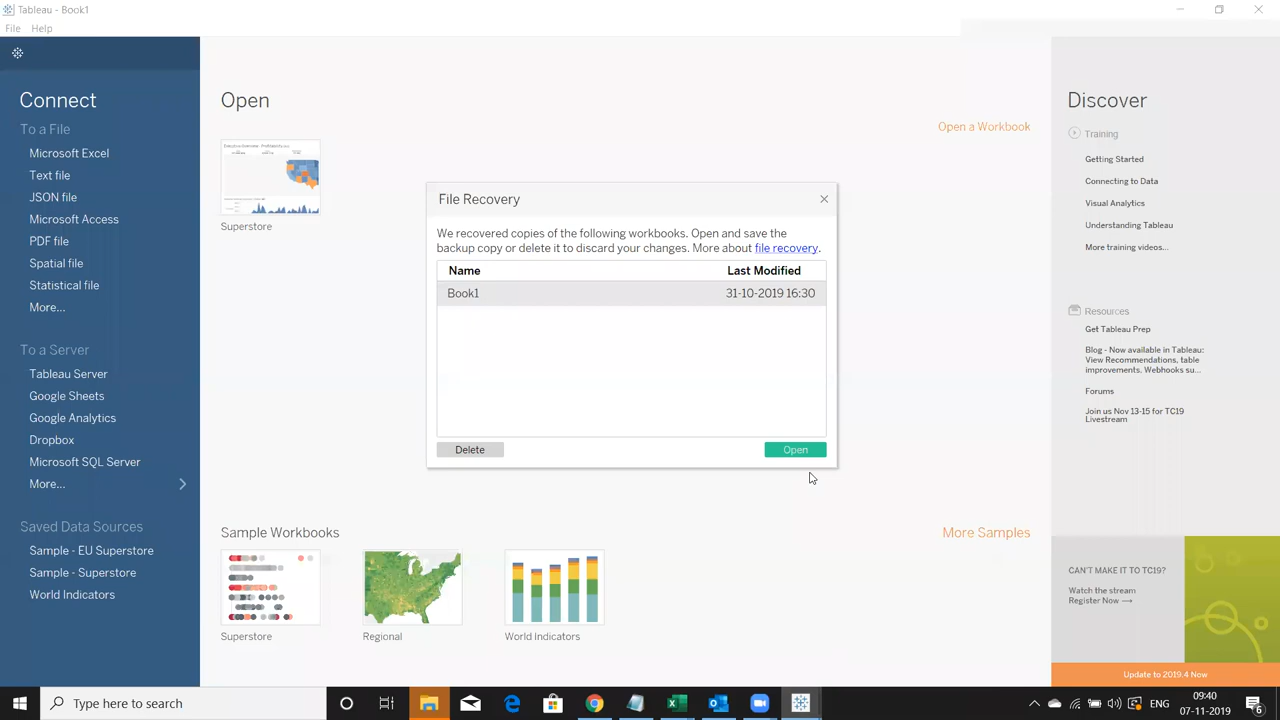 Tableau - Book1
File Help
Connect
To a File
Microsoft Excel
Text file
JSON file
Microsoft Access
PDF file
Spatial file
Statistical file
More...
To a Server
Tableau Server
Google Sheets
Google Analytics
Dropbox
Microsoft SQL Server
More...
Saved Data Sources
Sample - EU Superstore
Sample - Superstore
World Indicators
Open
Open a Workbook
Superstore
File Recovery
We recovered copies of the following workbooks. Open and save the
backup copy or delete it to discard your changes. More about file recovery.
Name Last Modified
Book1 31-10-2019 16:30
Delete Open
Sample Workbooks
More Samples
Superstore
Regional
World Indicators
Discover
Training
Getting Started
Connecting to Data
Visual Analytics
Understanding Tableau
More training videos...
Resources
Get Tableau Prep
Blog - Now available in Tableau:
View Recommendations, table
improvements. Webhooks su...
Forums
Join us Nov 13-15 for TC19
Livestream
CAN'T MAKE IT TO TC19?
Watch the stream
Register Now →
Update to 2019.4 Now
Type here to search
ENG
09:40
07-11-2019
6